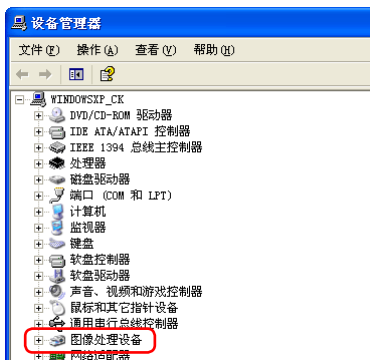 设备管理器
文件(F) 操作(A) 查看(V) 帮助(H)
WINDOWSXP_CK
DVD/CD-ROM 驱动器
IDE ATA/ATAPI 控制器
IEEE 1394 总线主控制器
处理器
磁盘驱动器
端口 (COM 和 LPT)
计算机
监视器
键盘
软盘控制器
软盘驱动器
声音、视频和游戏控制器
鼠标和其它指针设备
通用串行总线控制器
图像处理设备
网络适配器